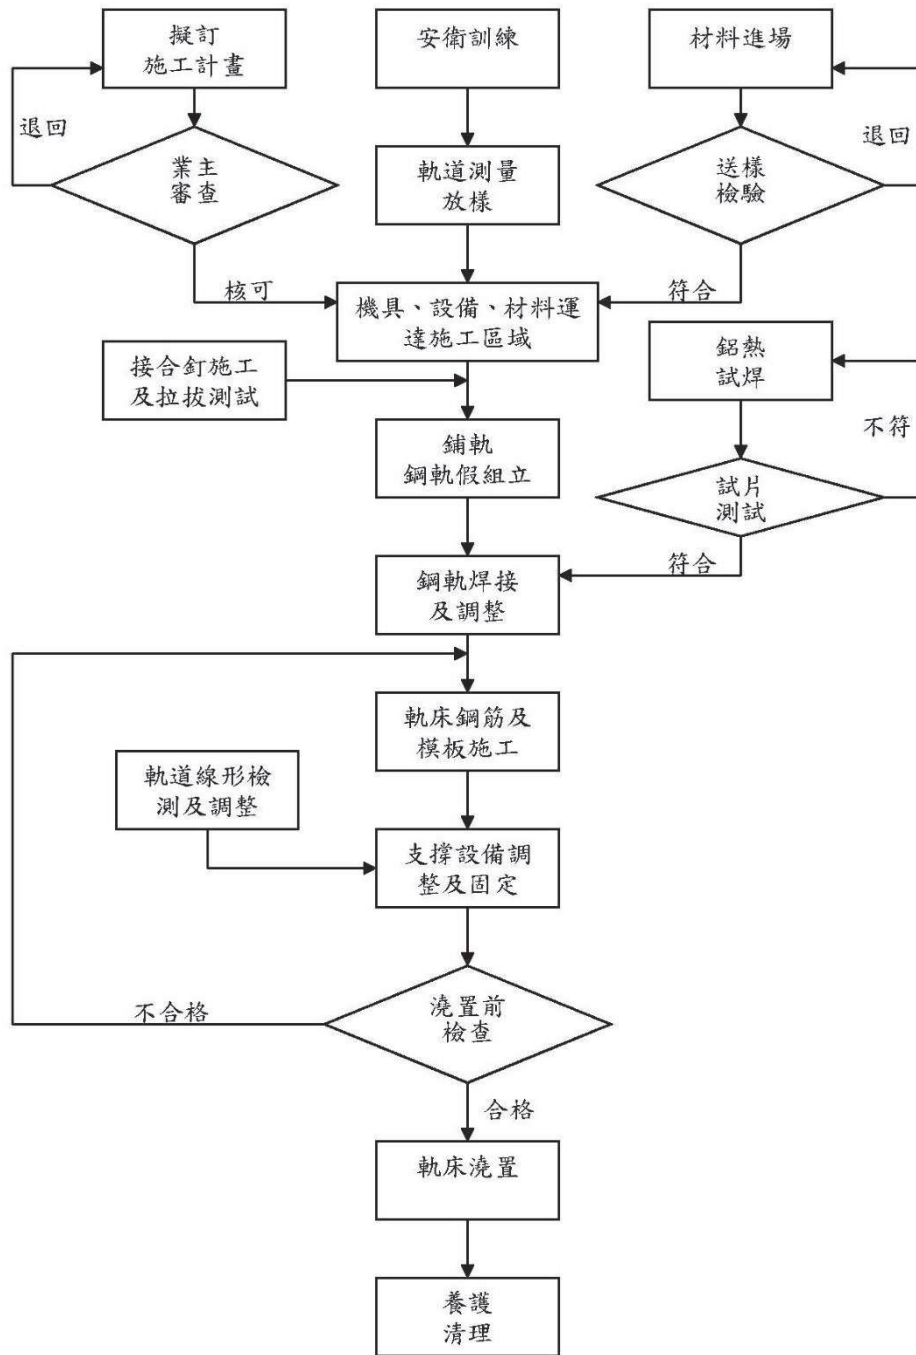 擬訂
施工計畫
安衛訓練
材料進場
退回
退回
業主
審查
軌道測量
放樣
送樣
檢驗
核可
符合
機具、設備、材料運
達施工區域
接合釘施工
及拉拔測試
鋁熱
試焊
鋪軌
鋼軌假組立
不符
試片
測試
符合
鋼軌焊接
及調整
軌床鋼筋及
模板施工
軌道線形檢
測及調整
支撐設備調
整及固定
不合格
澆置前
檢查
合格
軌床澆置
養護
清理